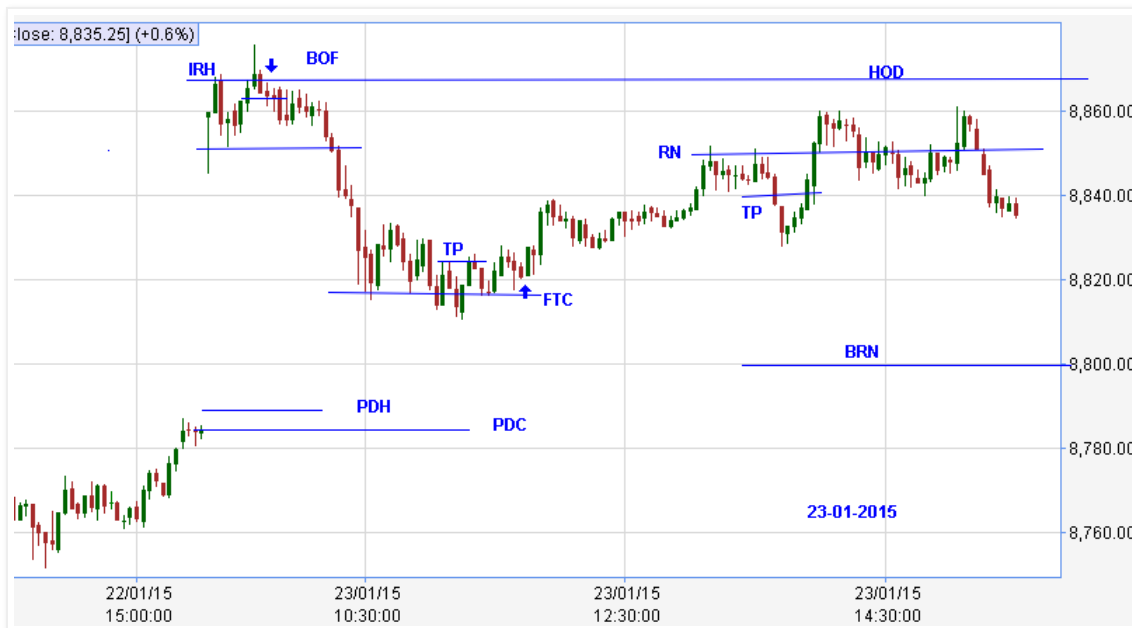 lose: 8,835.25] (+0.6%)
BOF
IRH
HOD
8,860.00
RN
8,840.00
TP
TP
8,820.00
FTC
BRN
8,800.00
PDH
PDC
8,780.00
23-01-2015
8,760.00
22/01/15 23/01/15 23/01/15 23/01/15
15:00:00 10:30:00 12:30:00 14:30:00